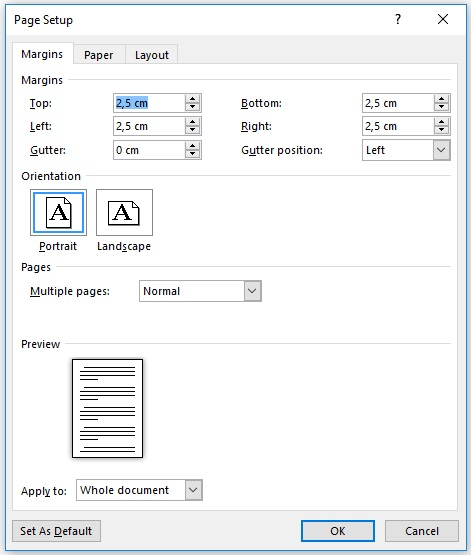 Page Setup ?
Margins Paper Layout
Margins
Top: 2,5 cm Bottom: 2,5 cm
Left: 2,5 cm Right: 2,5 cm
Gutter: 0 cm Gutter position: Left
Orientation
A A
Portrait Landscape
Pages
Multiple pages: Normal
Preview
Apply to: Whole document
Set As Default OK Cancel